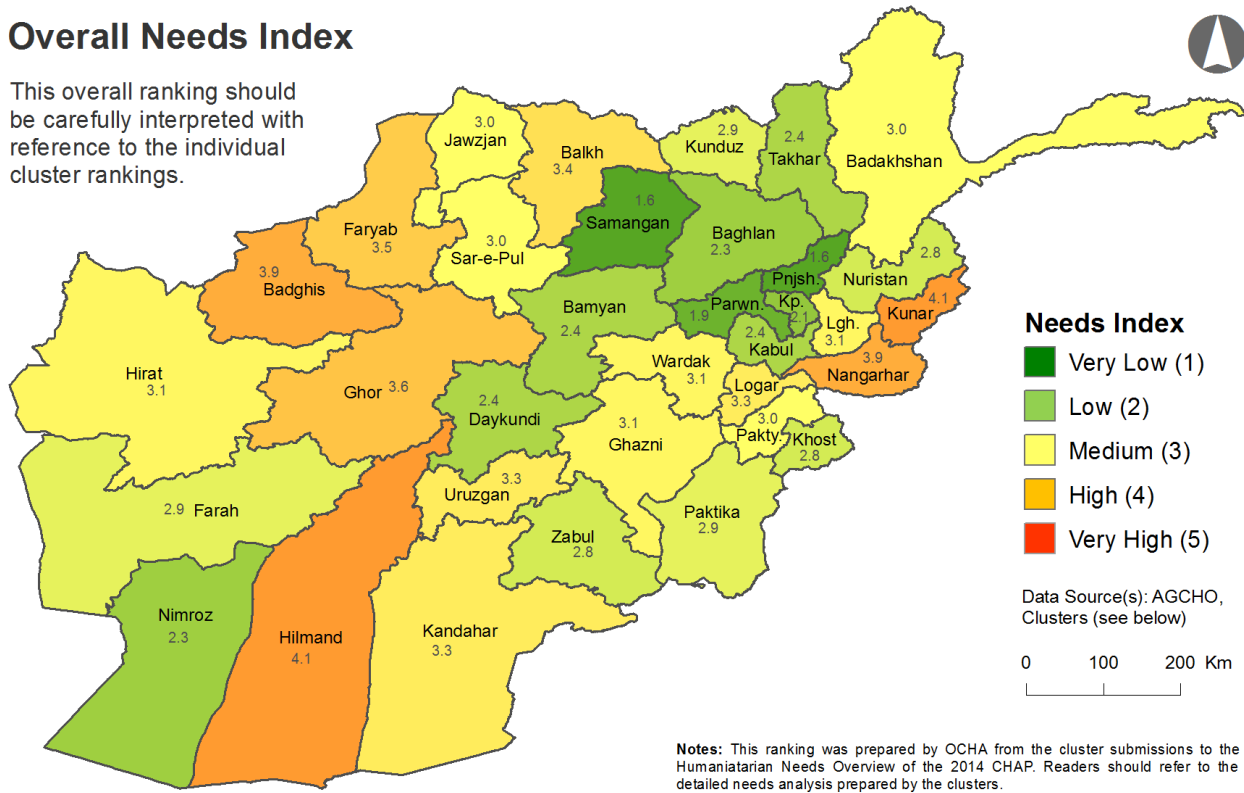 Overall Needs Index
This overall ranking should
be carefully interpreted with
reference to the individual
cluster rankings.
3.0
Jawzjan
Balkh
3.4
2.9
Kunduz
2.4
Takhar
3.0
Badakhshan
Faryab
3.5
3.0
Sar-e-Pul
1.6
Samangan
Baghlan
2.3
1.6
Pnjsh.
2.8
Nuristan
3.9
Badghis
Bamyan
2.4
Parwn.
1.9
Kp.
2.1
4.1
Kunar
Lgh.
3.1
2.4
Kabul
3.9
Nangarhar
Hirat
3.1
Ghor 3.6
Wardak
3.1
Logar
3.3
2.4
Daykundi
3.1
Ghazni
3.0
Pakty.
Khost
2.8
3.3
Uruzgan
2.9 Farah
Zabul
2.8
Paktika
2.9
Nimroz
2.3
Hilmand
4.1
Kandahar
3.3
Needs Index
Very Low (1)
Low (2)
Medium (3)
High (4)
Very High (5)
Data Source(s): AGCHO,
Clusters (see below)
0 100 200 Km
Notes: This ranking was prepared by OCHA from the cluster submissions to the
Humaniatarian Needs Overview of the 2014 CHAP. Readers should refer to the
detailed needs analysis prepared by the clusters.